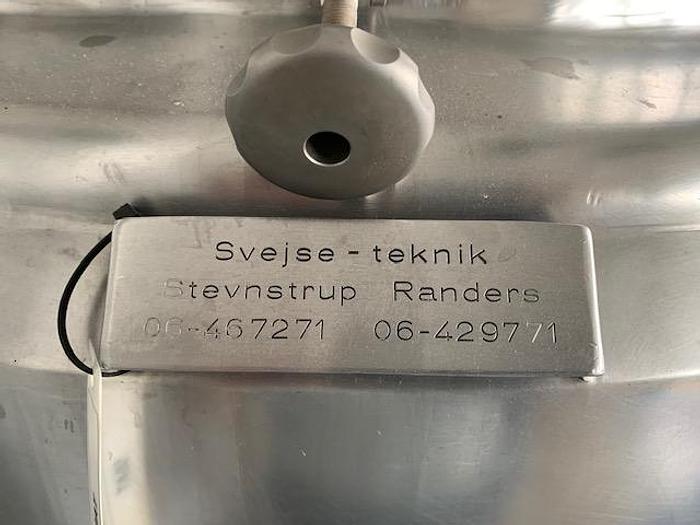 Svejse - teknik
Stevnstrup Randers
06-467271 06-429771